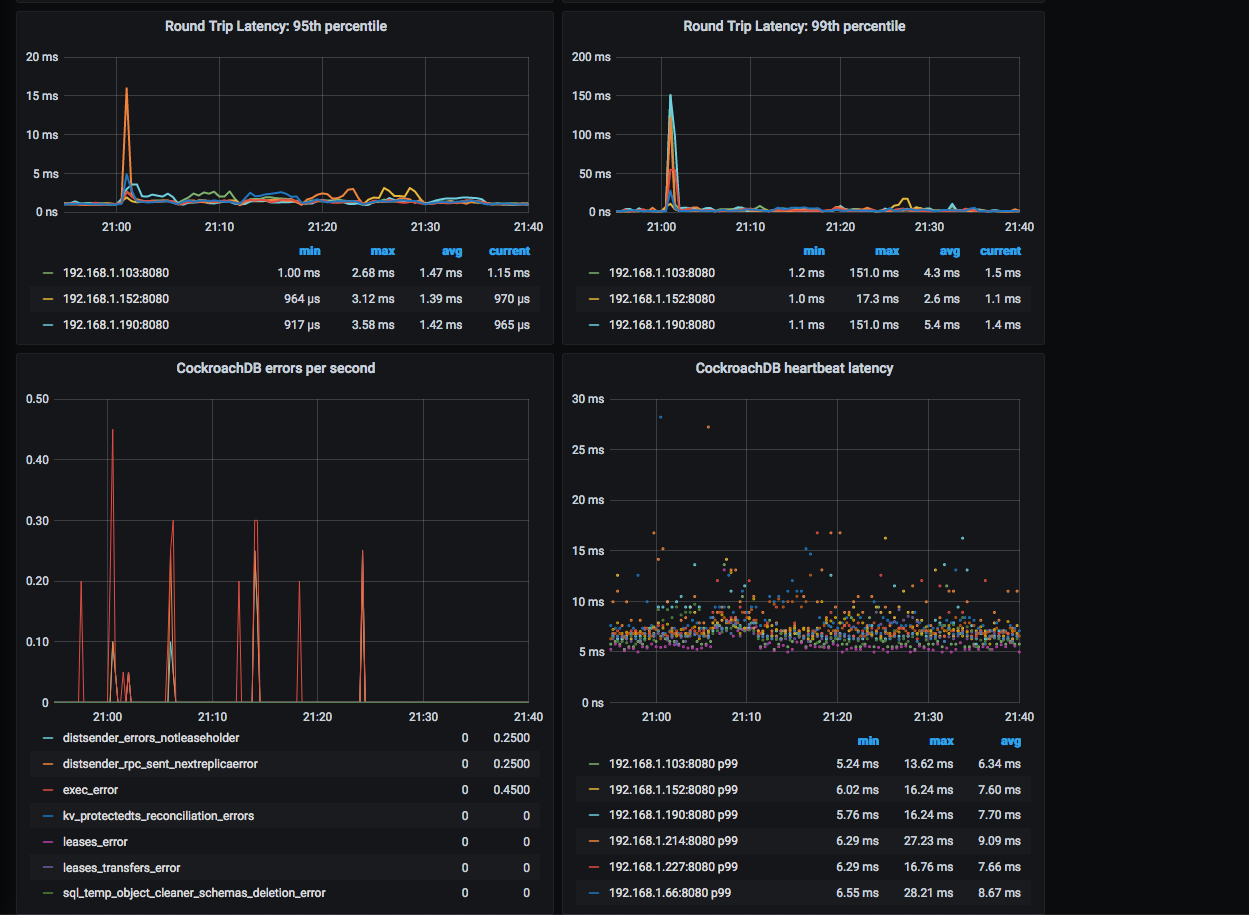 Round Trip Latency: 95th percentile
20 ms
15 ms
10 ms
5 ms
0 ns
21:00 21:10 21:20 21:30 21:40
min max avg current
192.168.1.103:8080 1.00 ms 2.68 ms 1.47 ms 1.15 ms
192.168.1.152:8080 964 µs 3.12 ms 1.39 ms 970 µs
192.168.1.190:8080 917 µs 3.58 ms 1.42 ms 965 µs
Round Trip Latency: 99th percentile
200 ms
150 ms
100 ms
50 ms
0 ns
21:00 21:10 21:20 21:30 21:40
min max avg current
192.168.1.103:8080 1.2 ms 151.0 ms 4.3 ms 1.5 ms
192.168.1.152:8080 1.0 ms 17.3 ms 2.6 ms 1.1 ms
192.168.1.190:8080 1.1 ms 151.0 ms 5.4 ms 1.4 ms
CockroachDB errors per second
0.50
0.40
0.30
0.20
0.10
0
21:00 21:10 21:20 21:30 21:40
distsender_errors_notleaseholder 0 0.2500
distsender_rpc_sent_nextreplicaerror 0 0.2500
exec_error 0 0.4500
kv_protectedts_reconciliation_errors 0 0
leases_error 0 0
leases_transfers_error 0 0
sql_temp_object_cleaner_schemas_deletion_error 0 0
CockroachDB heartbeat latency
30 ms
25 ms
20 ms
15 ms
10 ms
5 ms
0 ns
21:00 21:10 21:20 21:30 21:40
min max avg
192.168.1.103:8080 p99 5.24 ms 13.62 ms 6.34 ms
192.168.1.152:8080 p99 6.02 ms 16.24 ms 7.60 ms
192.168.1.190:8080 p99 5.76 ms 16.24 ms 7.70 ms
192.168.1.214:8080 p99 6.29 ms 27.23 ms 9.09 ms
192.168.1.227:8080 p99 6.29 ms 16.76 ms 7.66 ms
192.168.1.66:8080 p99 6.55 ms 28.21 ms 8.67 ms